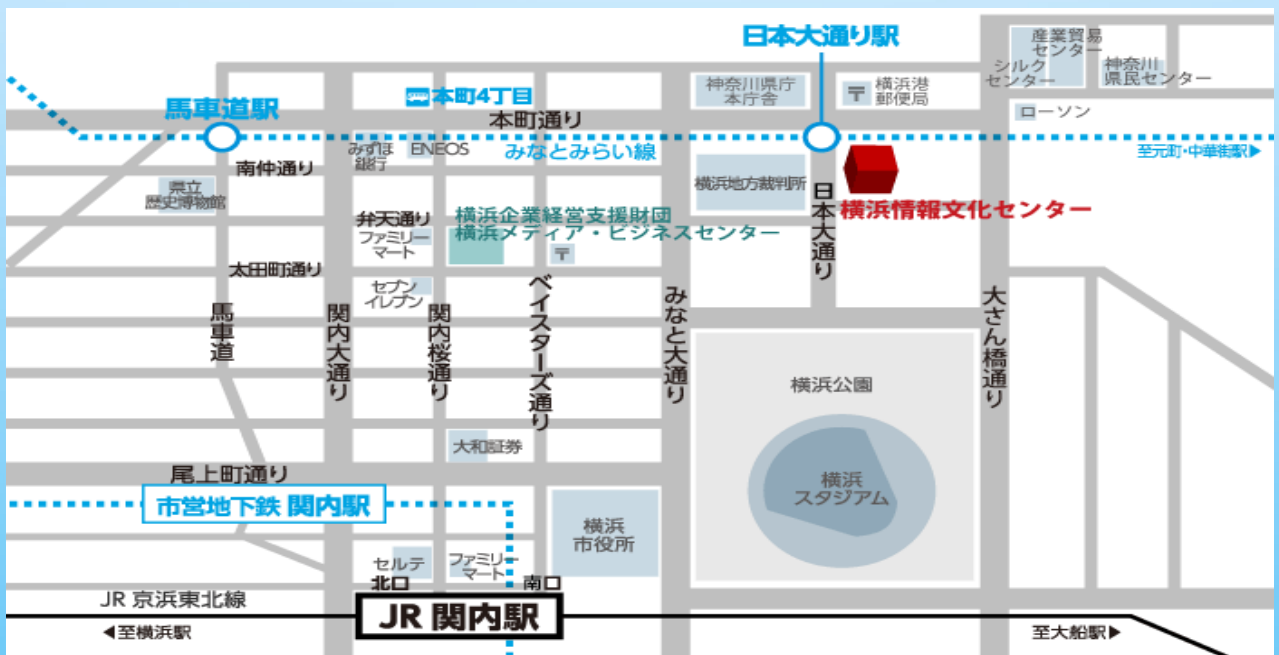 日本大通り駅
産業貿易
センター
シルク
センター
神奈川
県民センター
神奈川県庁
本庁舎
〒
横浜港
郵便局
馬車道駅
本町4丁目
ローソン
本町通り
みずほ
銀行
ENEOS
みなとみらい線
至元町・中華街駅▶
南仲通り
県立
歴史博物館
横浜地方裁判所
日本大通り
横浜情報文化センター
弁天通り
ファミリー
マート
横浜企業経営支援財団
横浜メディア・ビジネスセンター
〒
太田町通り
セブン
イレブン
馬車道
関内大通り
関内桜通り
ベイスターズ通り
みなと大通り
大さん橋通り
横浜公園
大和証券
尾上町通り
横浜
スタジアム
市営地下鉄 関内駅
横浜
市役所
セルテ
北口
ファミリー
マート
南口
JR 京浜東北線
JR 関内駅
◀至横浜駅
至大船駅▶